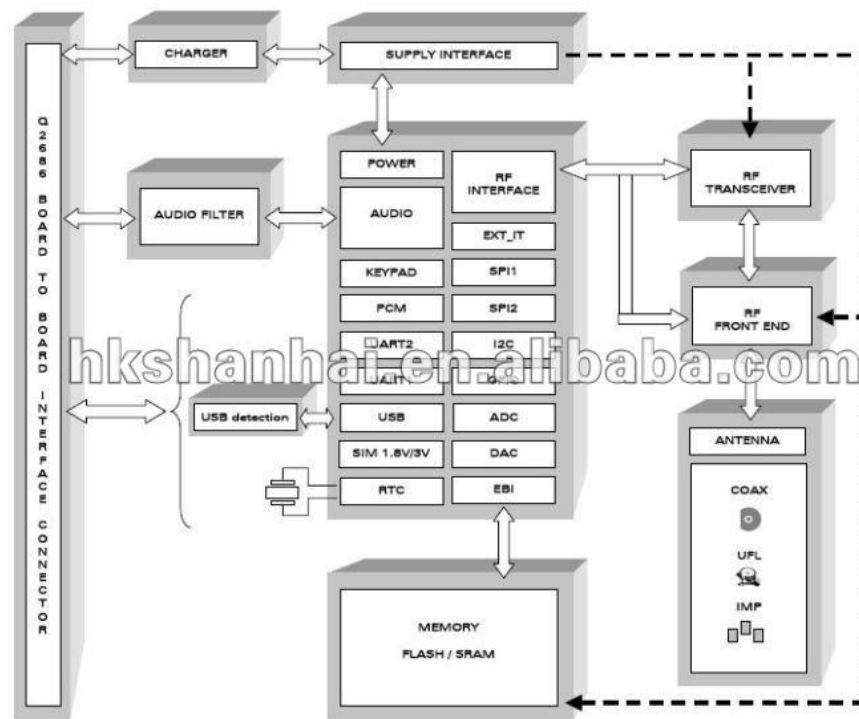 Q2686 BOARD TO BOARD INTERFACE CONNECTOR
CHARGER
SUPPLY INTERFACE
POWER
RF
INTERFACE
RF
TRANSCEIVER
AUDIO FILTER
AUDIO
EXT_IT
KEYPAD
SPI1
PCM
SPI2
RF
FRONT END
UART2
I2C
hkshanhai.en.alibaba.com
USB detection
USB
ADC
ANTENNA
SIM 1.8V/3V
DAC
RTC
EBI
COAX
UFL
IMP
MEMORY
FLASH / SRAM